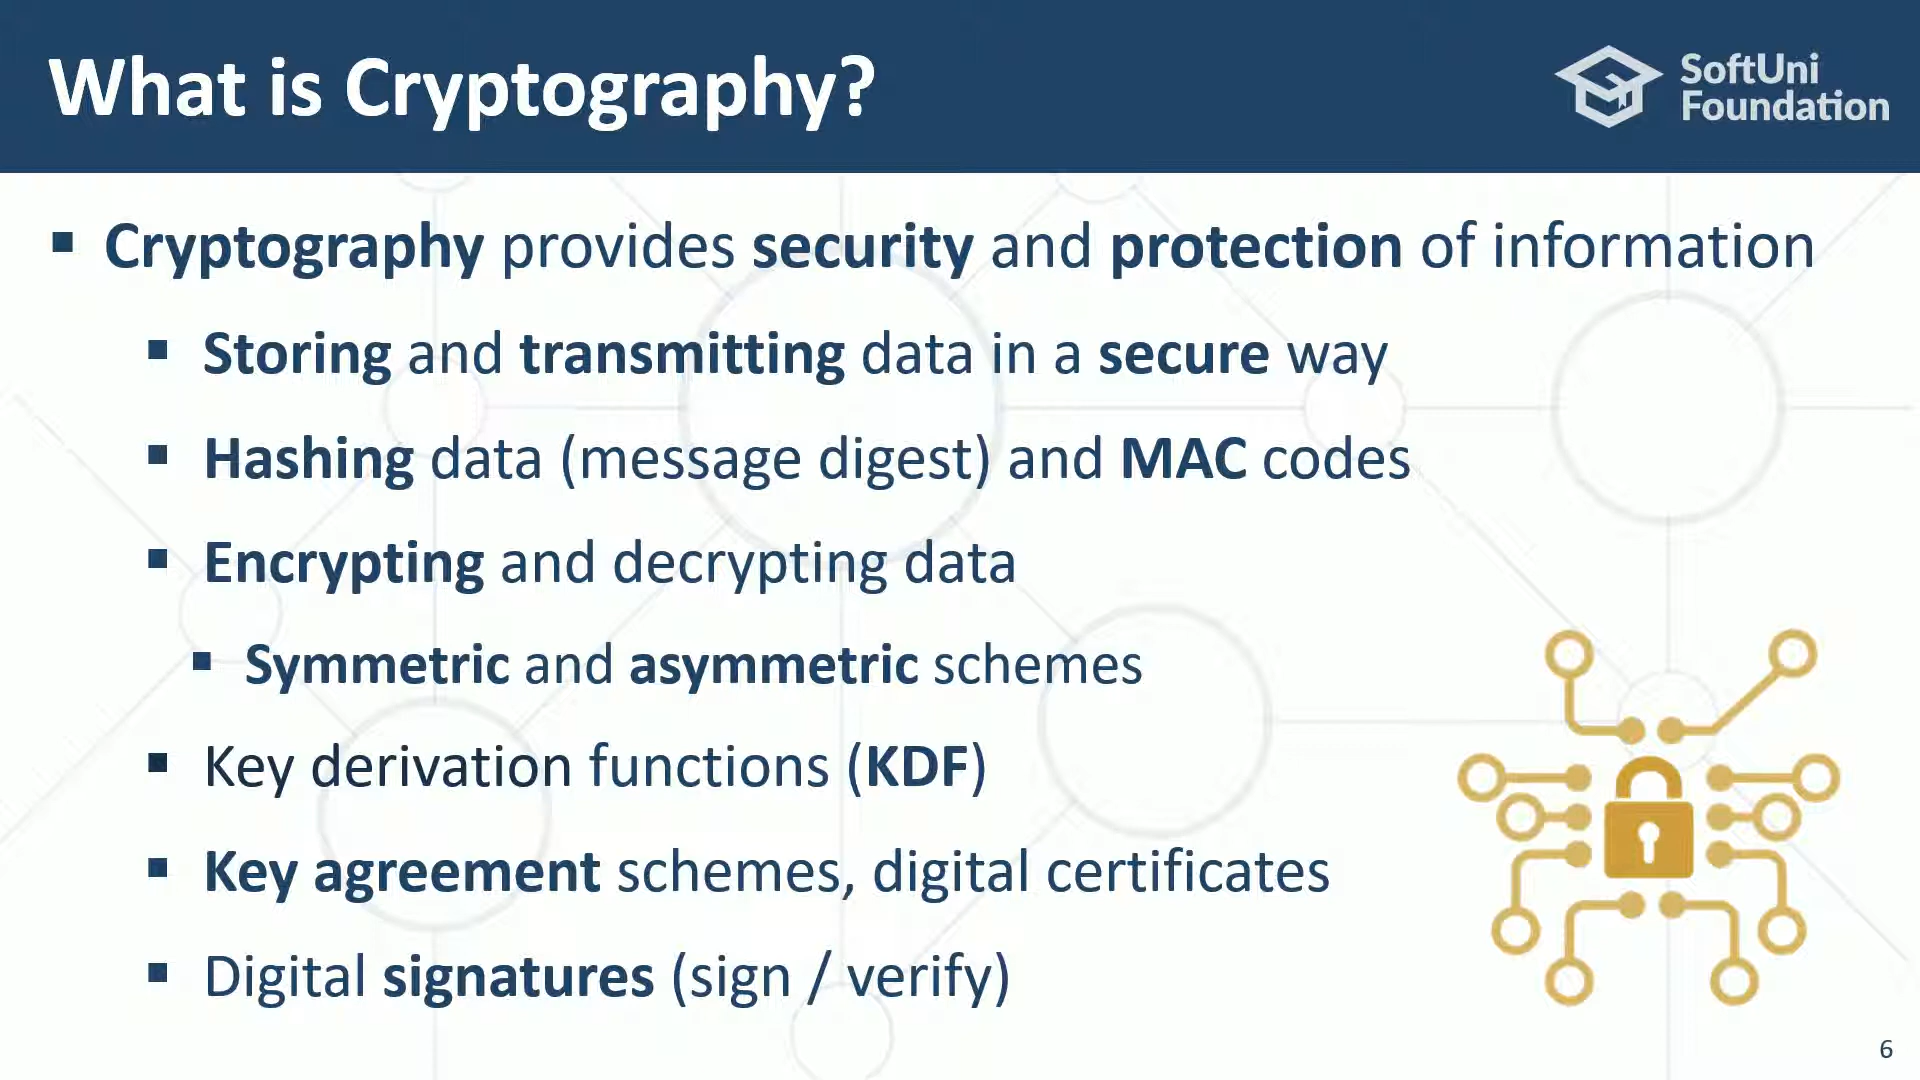 What is Cryptography?
SoftUni
Foundation
▪ Cryptography provides security and protection of information
▪ Storing and transmitting data in a secure way
▪ Hashing data (message digest) and MAC codes
▪ Encrypting and decrypting data
▪ Symmetric and asymmetric schemes
▪ Key derivation functions (KDF)
▪ Key agreement schemes, digital certificates
▪ Digital signatures (sign / verify)
6